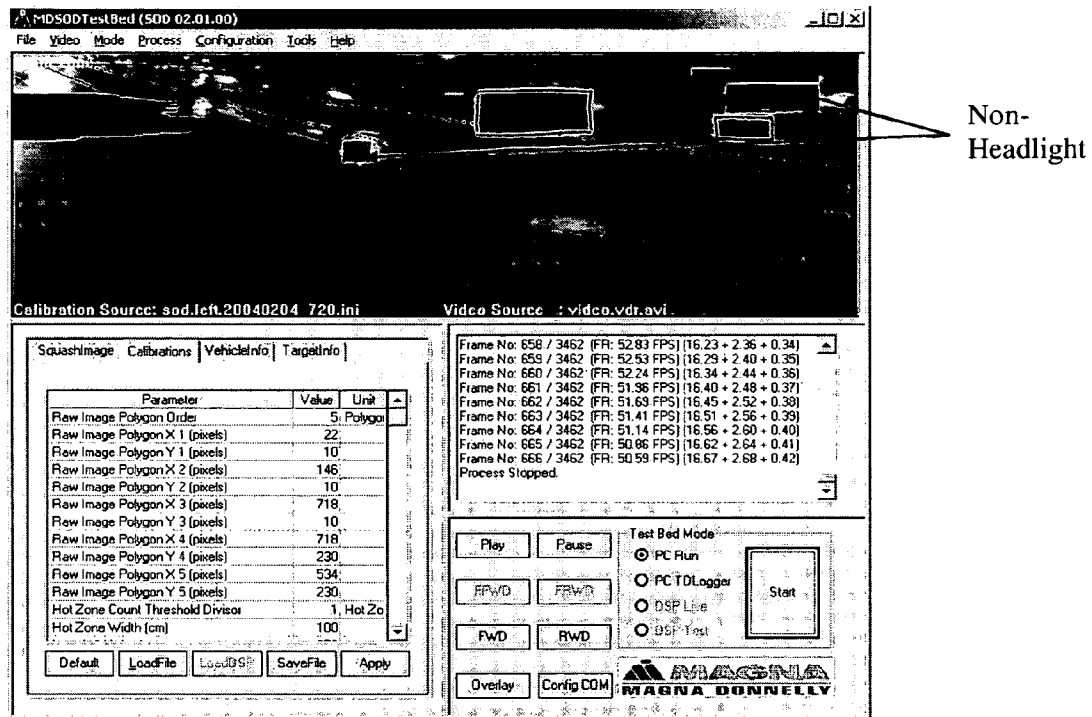 MDSODTestBed (SOD 02.01.00)
File Video Mode Process Configuration Tools Help
Non-
Headlight
Calibration Source: sod.left.20040204_720.ini
Video Source .: video.vdr.avi
SquashImage Calibrations VehicleInfo TargetInfo
Parameter Value Unit
Raw Image Polygon Order 5 Polygon
Raw Image Polygon X 1 (pixels) 22
Raw Image Polygon Y 1 (pixels) 10
Raw Image Polygon X 2 (pixels) 146
Raw Image Polygon Y 2 (pixels) 10
Raw Image Polygon X 3 (pixels) 718
Raw Image Polygon Y 3 (pixels) 10
Raw Image Polygon X 4 (pixels) 718
Raw Image Polygon Y 4 (pixels) 230
Raw Image Polygon X 5 (pixels) 534
Raw Image Polygon Y 5 (pixels) 230
Hot Zone Count Threshold Divisor 1 Hot Zo
Hot Zone Width (cm) 100
Default LoadFile LoadDSP SaveFile Apply
Frame No: 658 / 3462 (FR: 52.83 FPS) (16.23 + 2.36 + 0.34)
Frame No: 659 / 3462 (FR: 52.53 FPS) (16.29 + 2.40 + 0.35)
Frame No: 660 / 3462 (FR: 52.24 FPS) (16.34 + 2.44 + 0.36)
Frame No: 661 / 3462 (FR: 51.96 FPS) (16.40 + 2.48 + 0.37)
Frame No: 662 / 3462 (FR: 51.69 FPS) (16.45 + 2.52 + 0.38)
Frame No: 663 / 3462 (FR: 51.41 FPS) (16.51 + 2.56 + 0.39)
Frame No: 664 / 3462 (FR: 51.14 FPS) (16.56 + 2.60 + 0.40)
Frame No: 665 / 3462 (FR: 50.86 FPS) (16.62 + 2.64 + 0.41)
Frame No: 666 / 3462 (FR: 50.59 FPS) (16.67 + 2.68 + 0.42)
Process Stopped.
Play Pause
FFWD FRWD
FWD RWD
Overlay Config COM
Test Bed Mode
PC Run
PC TDLogger
DSP Live
DSP Test
Start
MAGNA
MAGNA DONNELLY